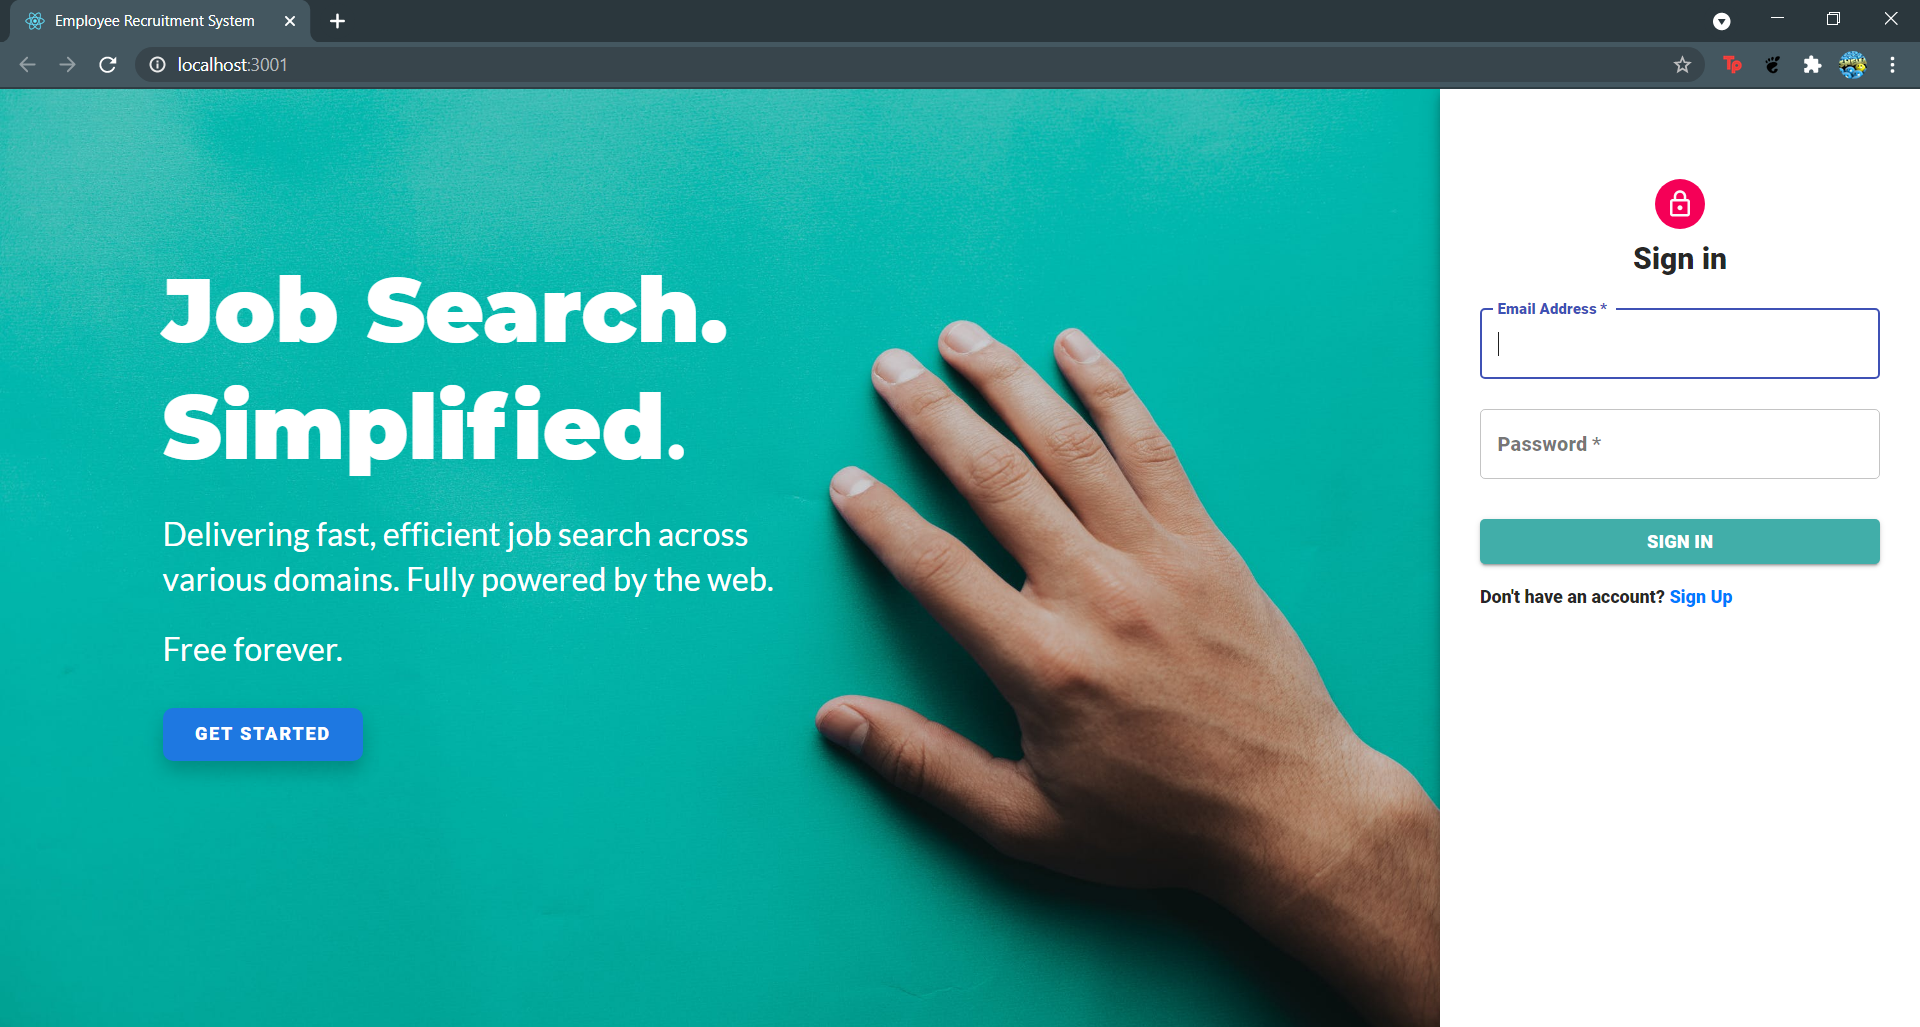 Employee Recruitment System
localhost:3001
Tp
Job Search.
Simplified.
Delivering fast, efficient job search across
various domains. Fully powered by the web.
Free forever.
GET STARTED
Sign in
Email Address *
Password *
SIGN IN
Don't have an account? Sign Up